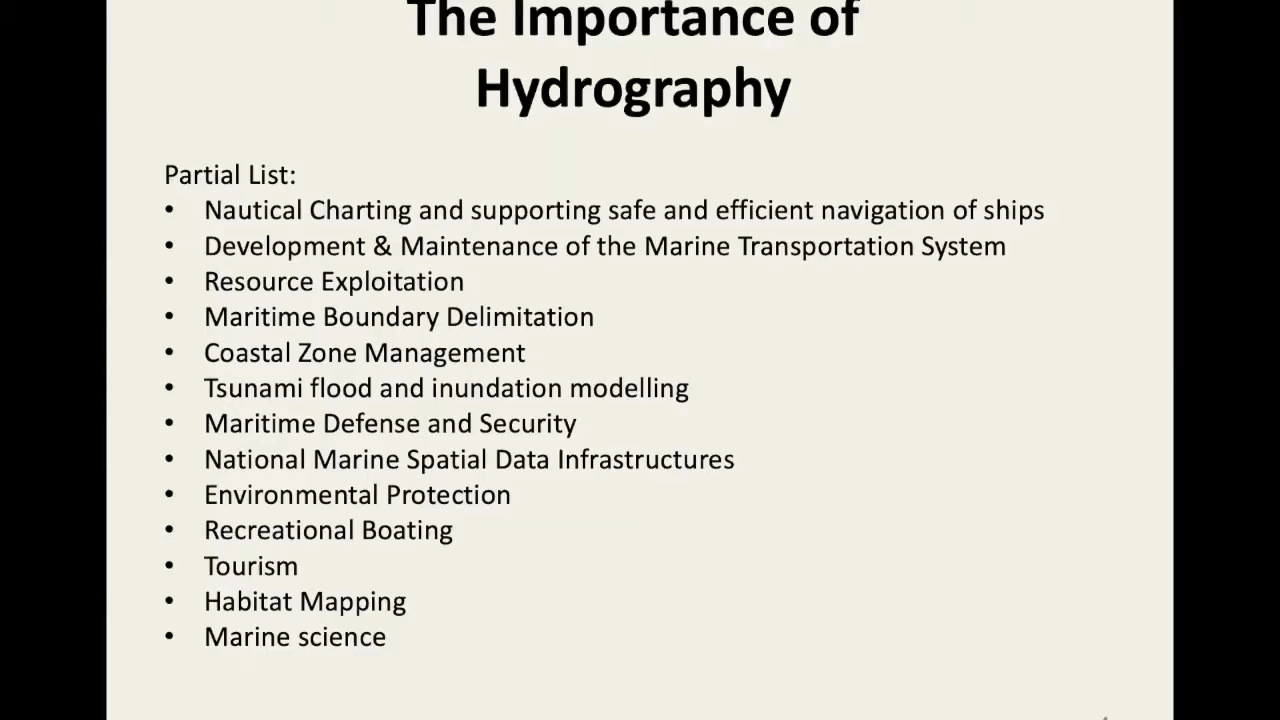 The Importance of
Hydrography
Partial List:
• Nautical Charting and supporting safe and efficient navigation of ships
• Development & Maintenance of the Marine Transportation System
• Resource Exploitation
• Maritime Boundary Delimitation
• Coastal Zone Management
• Tsunami flood and inundation modelling
• Maritime Defense and Security
• National Marine Spatial Data Infrastructures
• Environmental Protection
• Recreational Boating
• Tourism
• Habitat Mapping
• Marine science